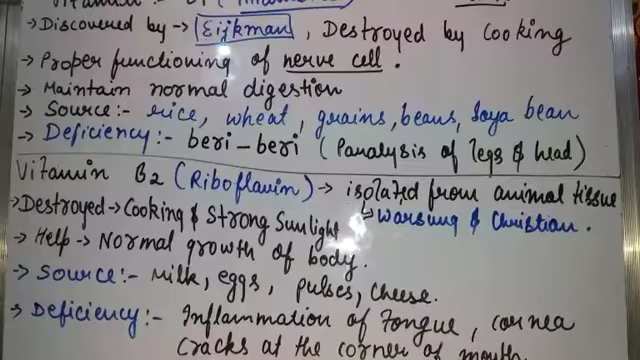 → Discovered by → Eijkman, Destroyed by Cooking
→ Proper functioning of nerve cell.
→ Maintain normal digestion
→ Source:- rice, wheat, grains, beans, Soya bean
→ Deficiency:- beri-beri (Paralysis of legs & head)
Vitamin B2 (Riboflavin) → isolated from animal tissue
→ Destroyed → Cooking & Strong Sunlight
↳ Warsung & Christian.
→ Help → Normal growth of body.
→ Source:- Milk, eggs, pulses, Cheese.
→ Deficiency:- Inflammation of Tongue, Cornea
Cracks at the corner of mouth.